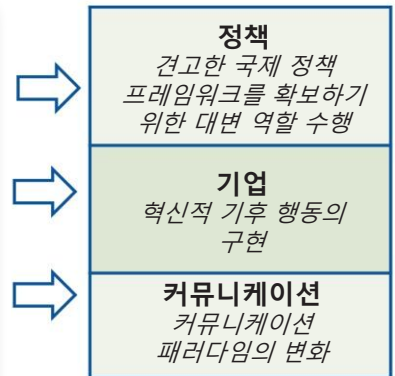 정책
견고한 국제 정책
프레임워크를 확보하기
위한 대변 역할 수행
기업
혁신적 기후 행동의
구현
커뮤니케이션
커뮤니케이션
패러다임의 변화